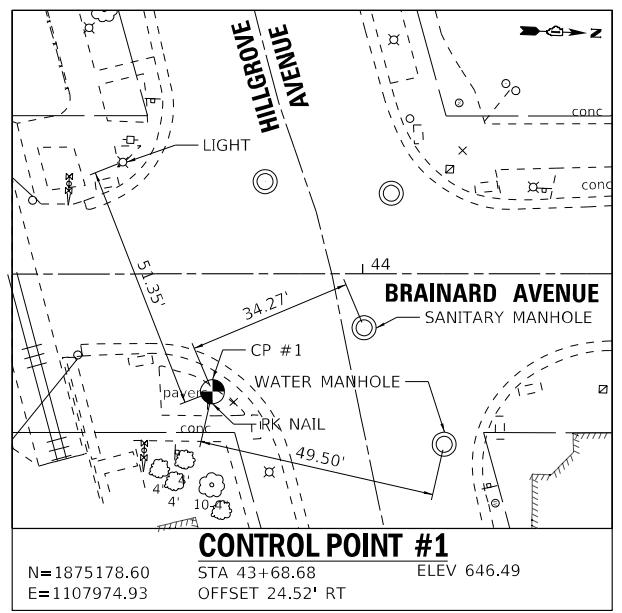 HILLGROVE
AVENUE
N
conc
LIGHT
conc
51.35'
44
34.27'
BRAINARD AVENUE
SANITARY MANHOLE
CP #1
WATER MANHOLE
pavers
RK NAIL
conc
49.50'
4'
4'
4'
10-4'
CONTROL POINT #1
N=1875178.60 STA 43+68.68 ELEV 646.49
E=1107974.93 OFFSET 24.52' RT